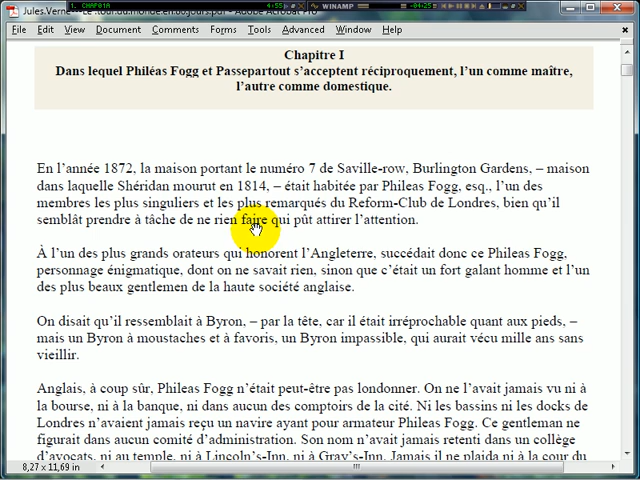 1. CHAP01A
4:55
WINAMP
-04:25
Jules.Verne
File Edit View Document Comments Forms Tools Advanced Window Help
Chapitre I
Dans lequel Philéas Fogg et Passepartout s’acceptent réciproquement, l’un comme maître,
l’autre comme domestique.
En l’année 1872, la maison portant le numéro 7 de Saville-row, Burlington Gardens, – maison
dans laquelle Shéridan mourut en 1814, – était habitée par Phileas Fogg, esq., l’un des
membres les plus singuliers et les plus remarqués du Reform-Club de Londres, bien qu’il
semblât prendre à tâche de ne rien faire qui pût attirer l’attention.
À l’un des plus grands orateurs qui honorent l’Angleterre, succédait donc ce Phileas Fogg,
personnage énigmatique, dont on ne savait rien, sinon que c’était un fort galant homme et l’un
des plus beaux gentlemen de la haute société anglaise.
On disait qu’il ressemblait à Byron, – par la tête, car il était irréprochable quant aux pieds, –
mais un Byron à moustaches et à favoris, un Byron impassible, qui aurait vécu mille ans sans
vieillir.
Anglais, à coup sûr, Phileas Fogg n’était peut-être pas londoner. On ne l’avait jamais vu ni à
la bourse, ni à la banque, ni dans aucun des comptoirs de la cité. Ni les bassins ni les docks de
Londres n’avaient jamais reçu un navire ayant pour armateur Phileas Fogg. Ce gentleman ne
figurait dans aucun comité d’administration. Son nom n’avait jamais retenti dans un collège
d’avocats, ni au temple, ni à Lincoln’s-Inn, ni à Gray’s-Inn. Jamais il ne plaida ni à la cour du
8,27 x 11,69 in